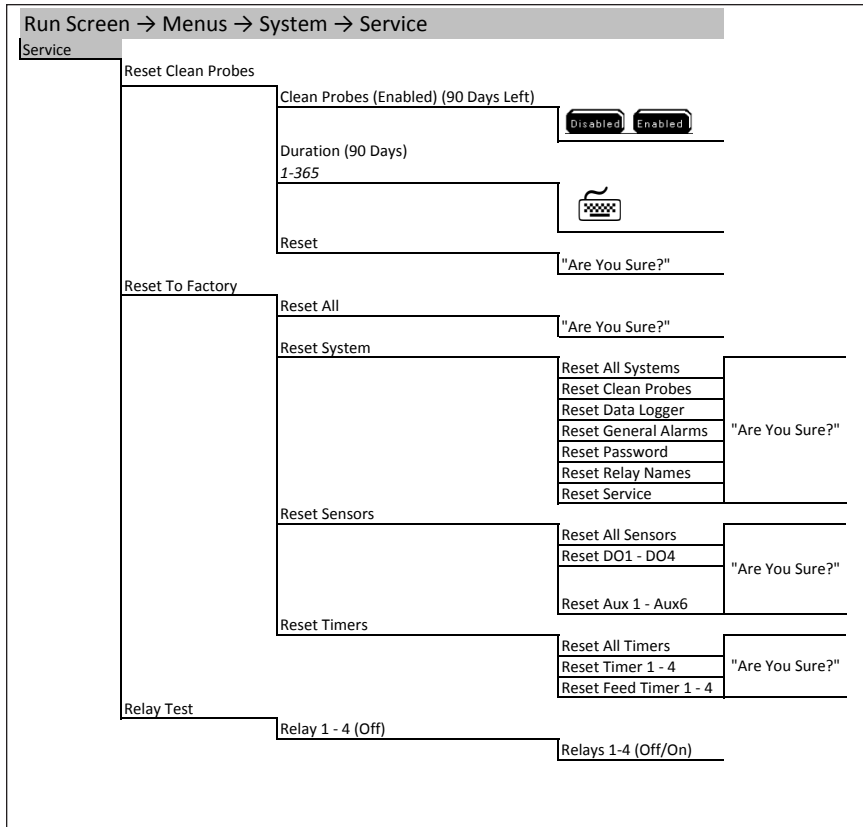 Run Screen → Menus → System → Service
Service
Reset Clean Probes
Clean Probes (Enabled) (90 Days Left)
Disabled Enabled
Duration (90 Days)
1-365
Reset
"Are You Sure?"
Reset To Factory
Reset All
"Are You Sure?"
Reset System
Reset All Systems
Reset Clean Probes
Reset Data Logger
Reset General Alarms
"Are You Sure?"
Reset Password
Reset Relay Names
Reset Service
Reset Sensors
Reset All Sensors
Reset DO1 - DO4
"Are You Sure?"
Reset Aux 1 - Aux6
Reset Timers
Reset All Timers
Reset Timer 1 - 4
"Are You Sure?"
Reset Feed Timer 1 - 4
Relay Test
Relay 1 - 4 (Off)
Relays 1-4 (Off/On)